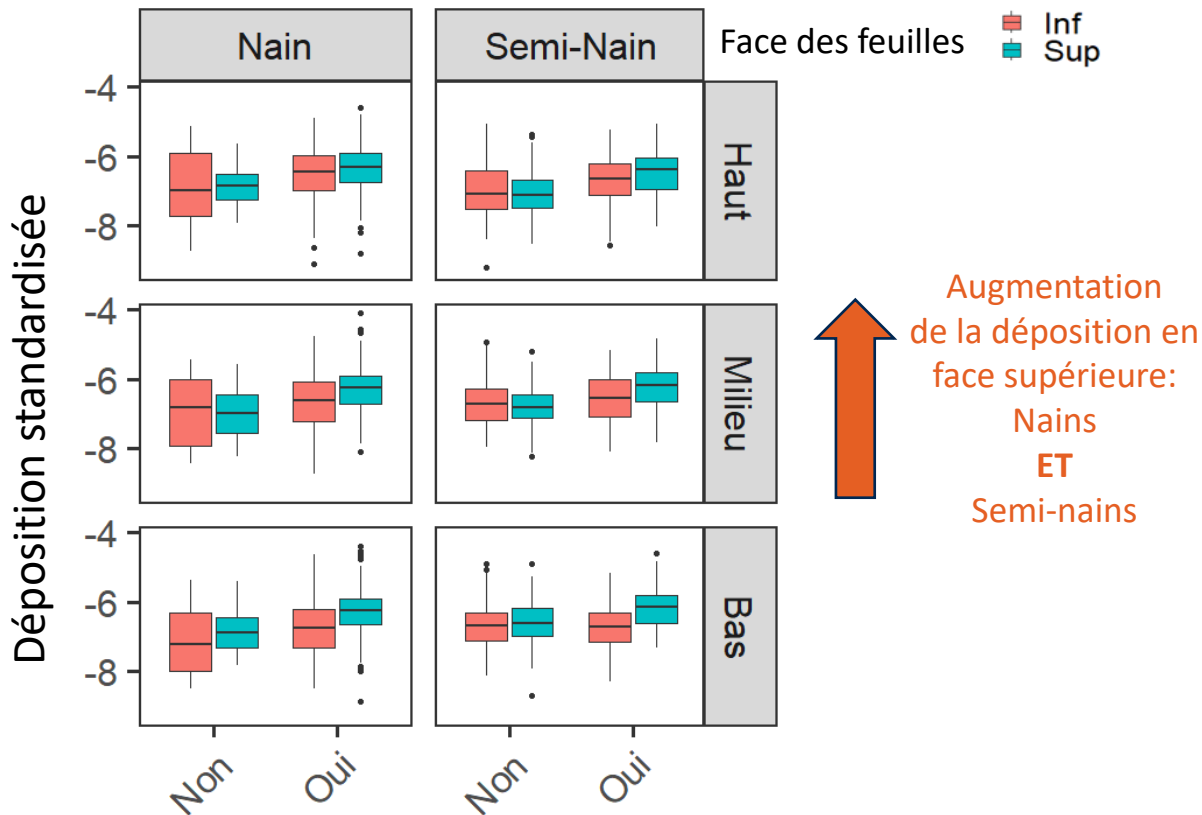 Nain
Semi-Nain
Face des feuilles
Inf
Sup
Déposition standardisée
-4
-6
-8
Haut
-4
-6
-8
Milieu
-4
-6
-8
Bas
Non
Oui
Non
Oui
Augmentation
de la déposition en
face supérieure:
Nains
ET
Semi-nains